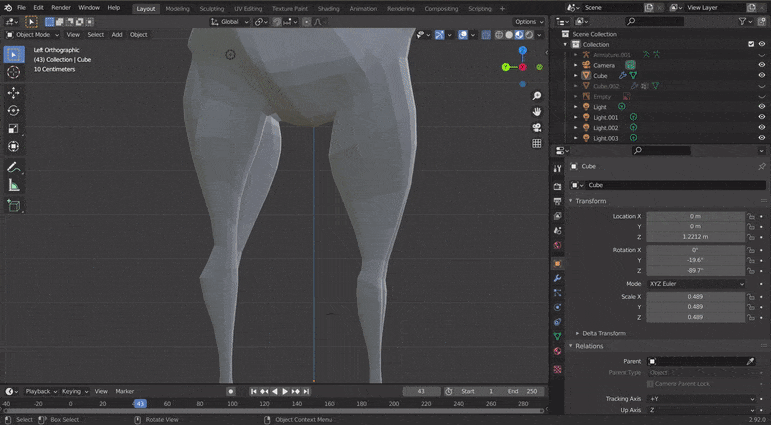 File Edit Render Window Help Layout Modeling Sculpting UV Editing Texture Paint Shading Animation Rendering Compositing Scripting + Scene View Layer
Global Options
Object Mode View Select Add Object
Left Orthographic
(43) Collection | Cube
10 Centimeters
Z
Y
Scene Collection
Collection
Armature.001
Camera
Cube
Cube.002
Empty
Light
Light.001
Light.002
Light.003
Cube
Cube
Transform
Location X 0 m
Y 0 m
Z 1.2212 m
Rotation X 0°
Y -19.6°
Z -89.7°
Mode XYZ Euler
Scale X 0.489
Y 0.489
Z 0.489
Delta Transform
Relations
Parent
Parent Type Object
Camera Parent Lock
Tracking Axis +Y
Up Axis Z
Playback Keying View Marker 43 Start 1 End 250
-40 -20 0 20 43 60 80 100 120 140 160 180 200 220 240 260 280
Select Box Select Rotate View Object Context Menu 2.92.0